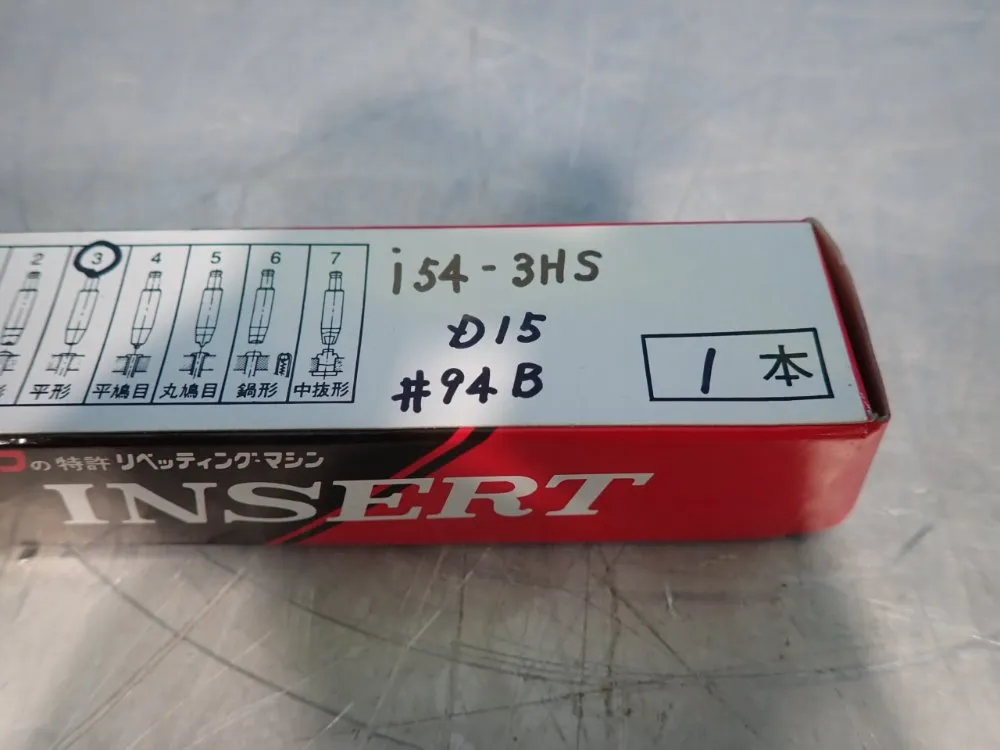 2 3 4 5 6 7
平形 平鳩目 丸鳩目 鍋形 中抜形
i54-3HS
D15
#94B
1本
の特許リベッティング・マシン
INSERT